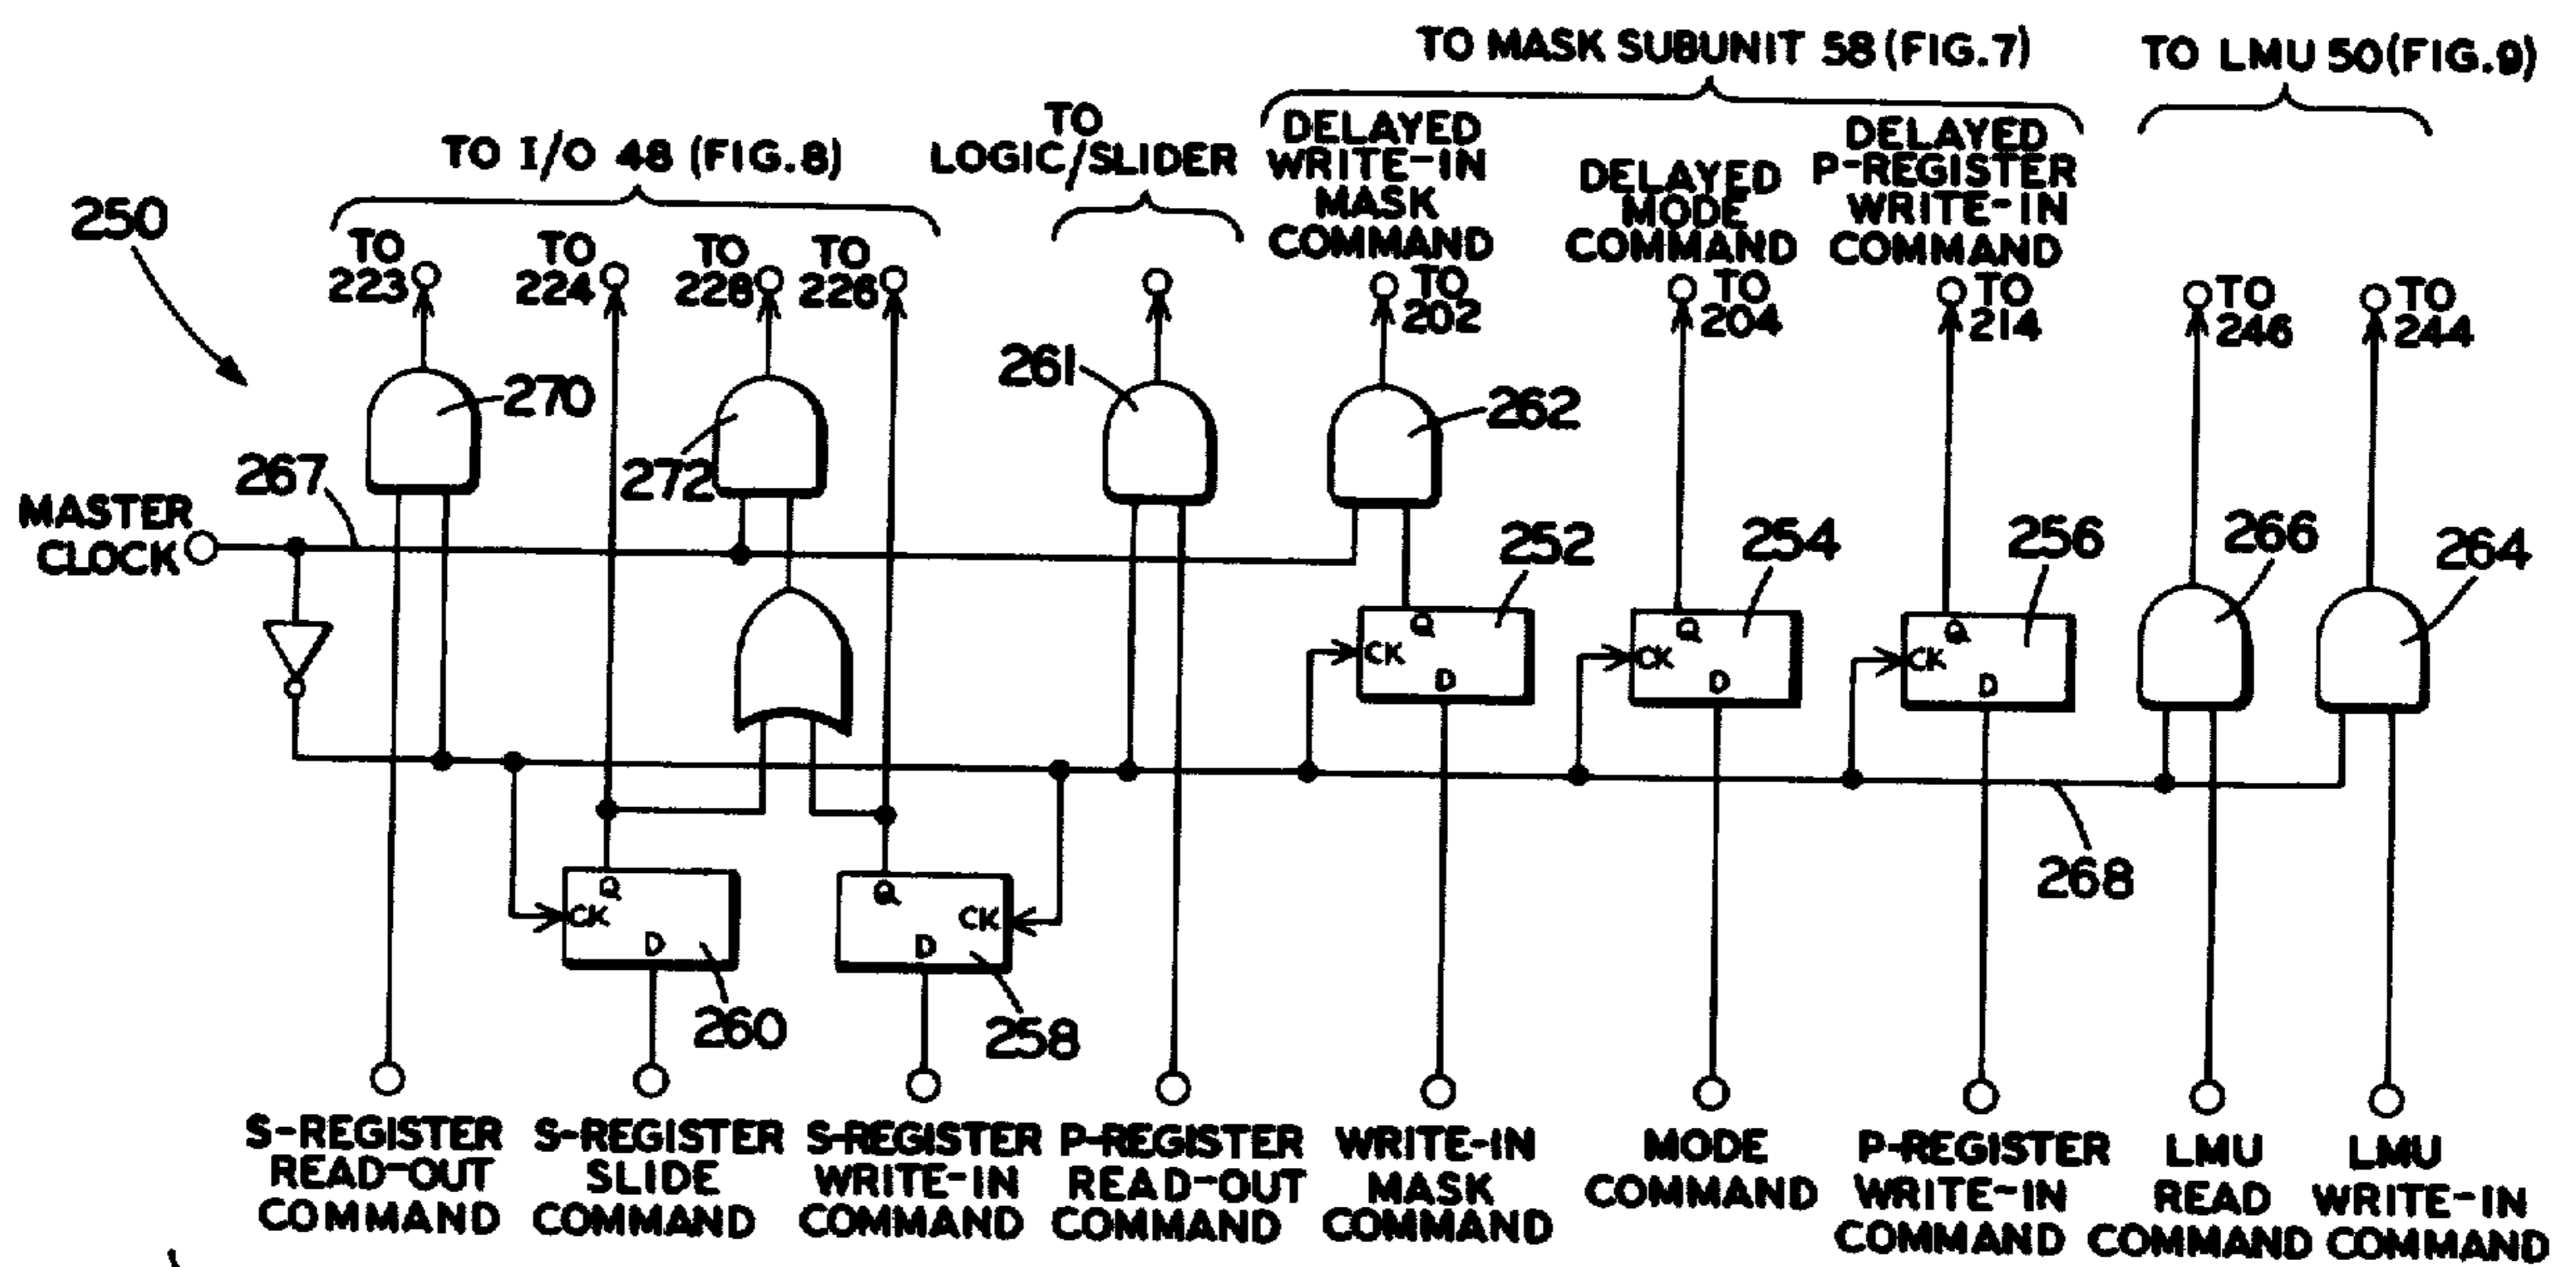 TO MASK SUBUNIT 58 (FIG.7)
TO LMU 50 (FIG.9)
TO I/O 48 (FIG.8)
TO
LOGIC/SLIDER
DELAYED
WRITE-IN
MASK
COMMAND
DELAYED
MODE
COMMAND
DELAYED
P-REGISTER
WRITE-IN
COMMAND
250
TO
223
TO
224
TO
228
TO
226
TO
202
TO
204
TO
214
TO
246
TO
244
261
270
262
272
267
MASTER
CLOCK
252
254
256
266
264
Q
CK
D
Q
CK
D
Q
CK
D
268
Q
CK
D
Q
CK
D
260
258
S-REGISTER
READ-OUT
COMMAND
S-REGISTER
SLIDE
COMMAND
S-REGISTER
WRITE-IN
COMMAND
P-REGISTER
READ-OUT
COMMAND
WRITE-IN
MASK
COMMAND
MODE
COMMAND
P-REGISTER
WRITE-IN
COMMAND
LMU
READ
COMMAND
LMU
WRITE-IN
COMMAND